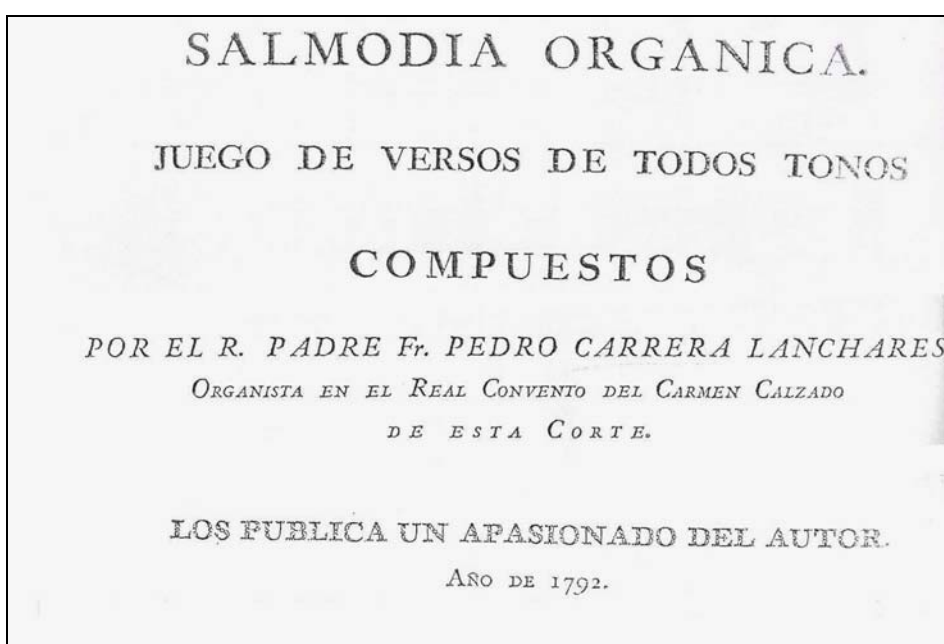 SALMODIA ORGANICA.
JUEGO DE VERSOS DE TODOS TONOS
COMPUESTOS
POR EL R. PADRE Fr. PEDRO CARRERA LANCHARES
ORGANISTA EN EL REAL CONVENTO DEL CARMEN CALZADO
DE ESTA CORTE.
LOS PUBLICA UN APASIONADO DEL AUTOR.
AÑO DE 1792.